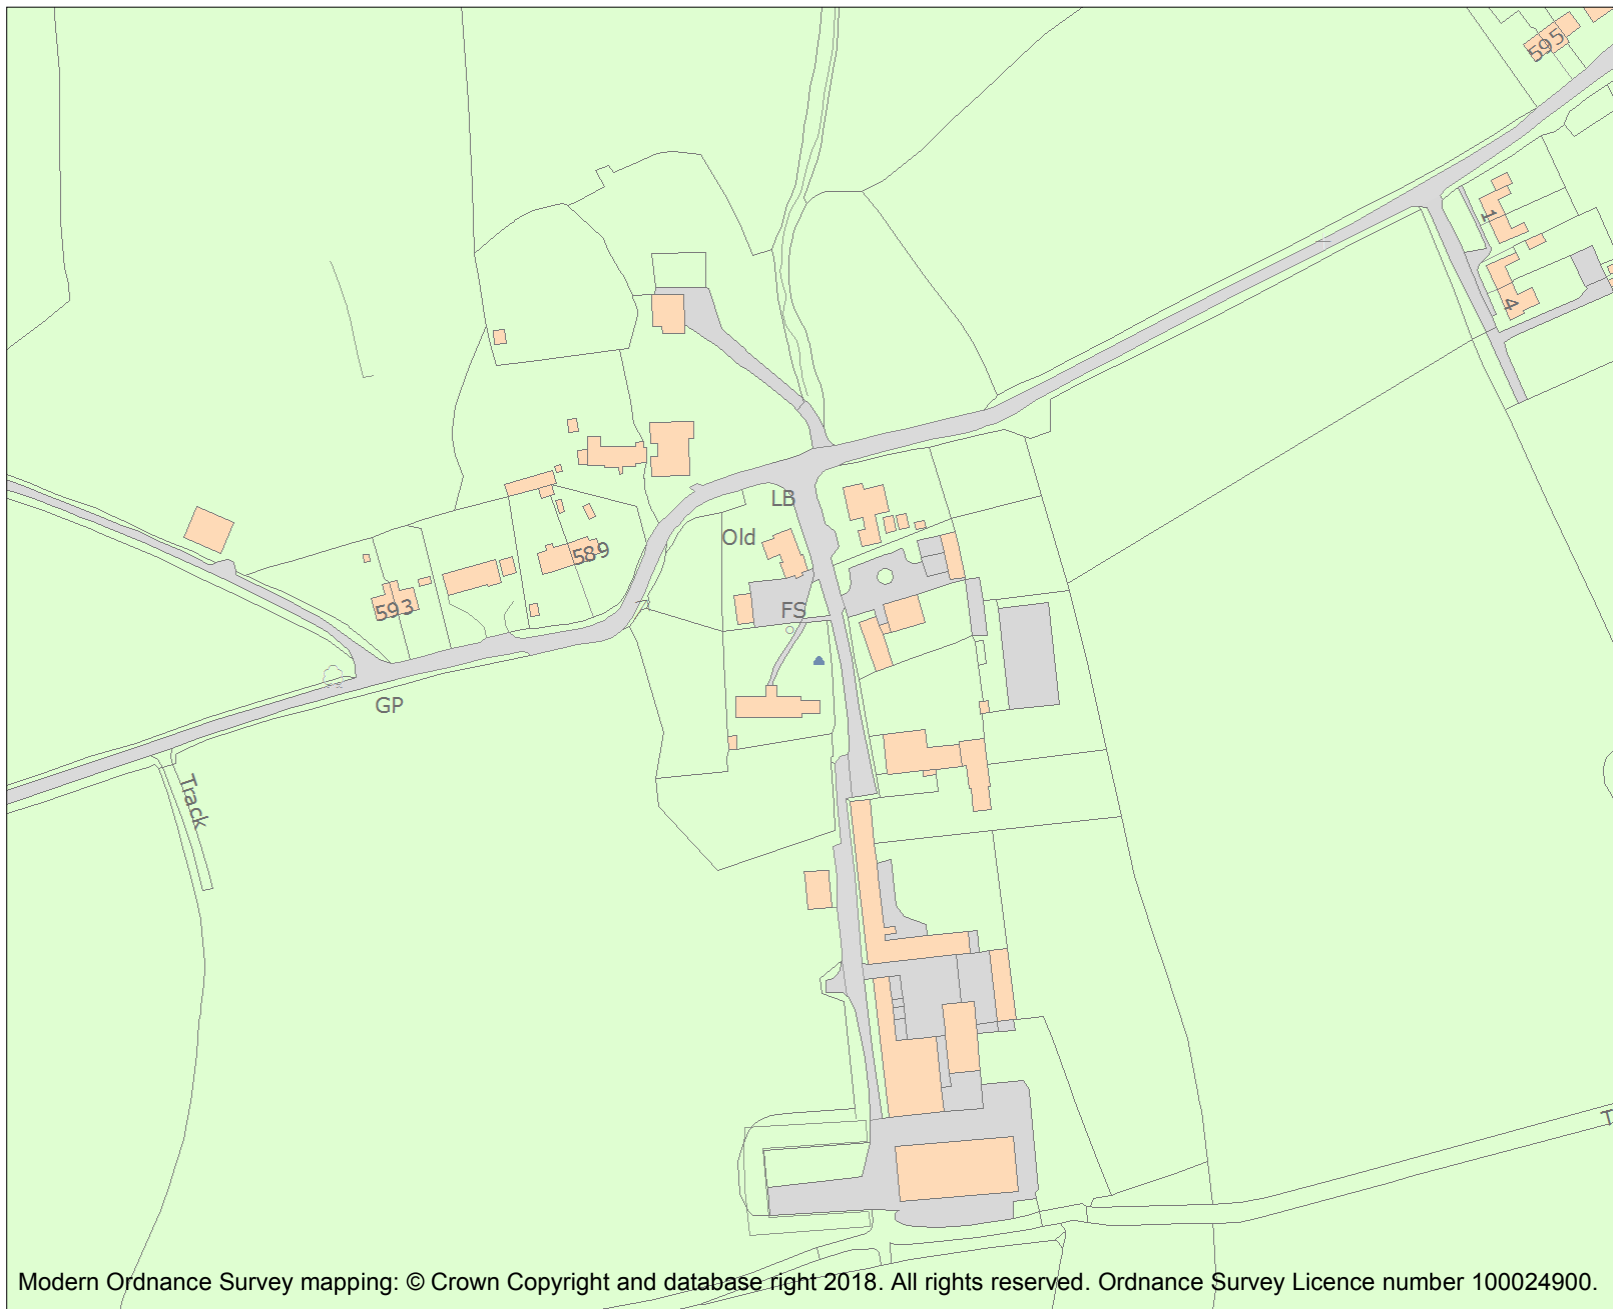 595
1
4
LB
Old
589
FS
593
GP
Track
T
Modern Ordnance Survey mapping: © Crown Copyright and database right 2018. All rights reserved. Ordnance Survey Licence number 100024900.